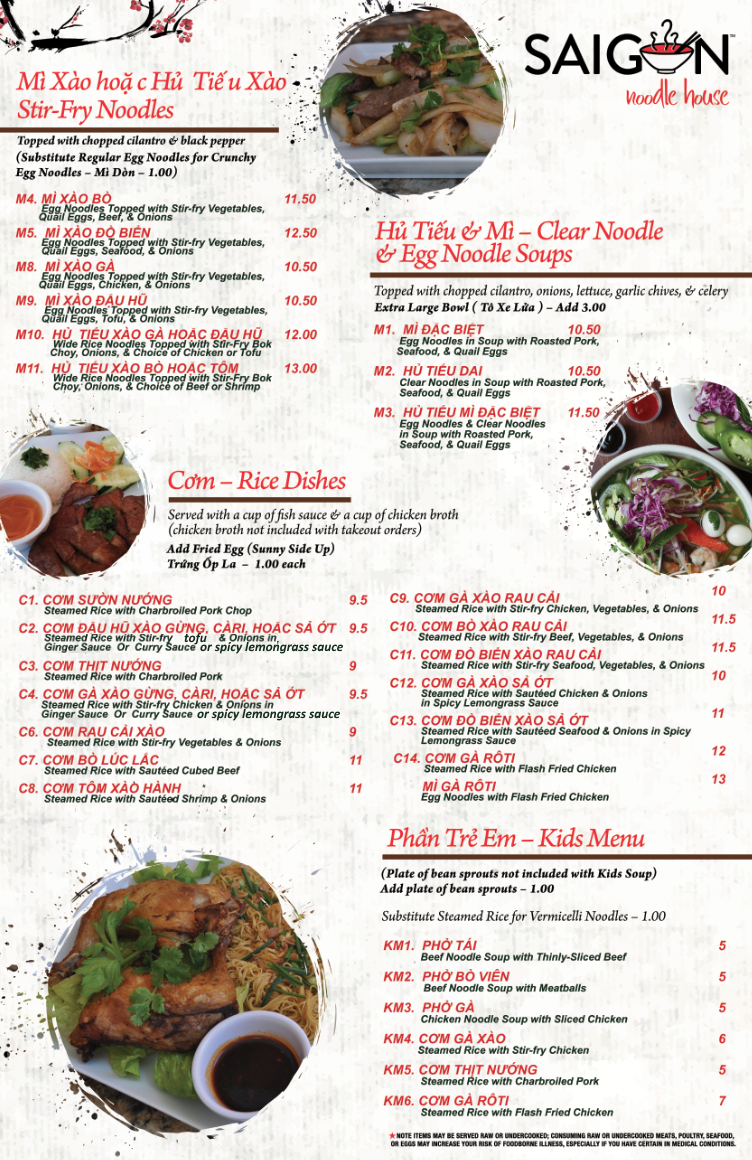 SAIGON™
noodle house
Mì Xào hoặ c Hủ Tiế u Xào
Stir-Fry Noodles
Topped with chopped cilantro & black pepper
(Substitute Regular Egg Noodles for Crunchy
Egg Noodles – Mì Dòn – 1.00)
M4. MÌ XÀO BÒ 11.50
Egg Noodles Topped with Stir-fry Vegetables,
Quail Eggs, Beef, & Onions
M5. MÌ XÀO ĐỒ BIỂN 12.50
Egg Noodles Topped with Stir-fry Vegetables,
Quail Eggs, Seafood, & Onions
M8. MÌ XÀO GÀ 10.50
Egg Noodles Topped with Stir-fry Vegetables,
Quail Eggs, Chicken, & Onions
M9. MÌ XÀO ĐẬU HŨ 10.50
Egg Noodles Topped with Stir-fry Vegetables,
Quail Eggs, Tofu, & Onions
M10. HỦ TIẾU XÀO GÀ HOẶC ĐẬU HŨ 12.00
Wide Rice Noodles Topped with Stir-Fry Bok
Choy, Onions, & Choice of Chicken or Tofu
M11. HỦ TIẾU XÀO BÒ HOẶC TÔM 13.00
Wide Rice Noodles Topped with Stir-Fry Bok
Choy, Onions, & Choice of Beef or Shrimp
Hủ Tiếu & Mì – Clear Noodle
& Egg Noodle Soups
Topped with chopped cilantro, onions, lettuce, garlic chives, & celery
Extra Large Bowl ( Tô Xe Lửa ) – Add 3.00
M1. MÌ ĐẶC BIỆT 10.50
Egg Noodles in Soup with Roasted Pork,
Seafood, & Quail Eggs
M2. HỦ TIẾU DAI 10.50
Clear Noodles in Soup with Roasted Pork,
Seafood, & Quail Eggs
M3. HỦ TIẾU MÌ ĐẶC BIỆT 11.50
Egg Noodles & Clear Noodles
in Soup with Roasted Pork,
Seafood, & Quail Eggs
Cơm – Rice Dishes
Served with a cup of fish sauce & a cup of chicken broth
(chicken broth not included with takeout orders)
Add Fried Egg (Sunny Side Up)
Trứng Ốp La – 1.00 each
C1. CƠM SƯỜN NƯỚNG 9.5
Steamed Rice with Charbroiled Pork Chop
C2. CƠM ĐẬU HŨ XÀO GỪNG, CÀRI, HOẶC SẢ ỚT 9.5
Steamed Rice with Stir-fry tofu & Onions in
Ginger Sauce Or Curry Sauce or spicy lemongrass sauce
C3. CƠM THỊT NƯỚNG 9
Steamed Rice with Charbroiled Pork
C4. CƠM GÀ XÀO GỪNG, CÀRI, HOẶC SẢ ỚT 9.5
Steamed Rice with Stir-fry Chicken & Onions in
Ginger Sauce Or Curry Sauce or spicy lemongrass sauce
C6. CƠM RAU CẢI XÀO 9
Steamed Rice with Stir-fry Vegetables & Onions
C7. CƠM BÒ LÚC LẮC 11
Steamed Rice with Sautéed Cubed Beef
C8. CƠM TÔM XÀO HÀNH 11
Steamed Rice with Sautéed Shrimp & Onions
C9. CƠM GÀ XÀO RAU CẢI 10
Steamed Rice with Stir-fry Chicken, Vegetables, & Onions
C10. CƠM BÒ XÀO RAU CẢI 11.5
Steamed Rice with Stir-fry Beef, Vegetables, & Onions
C11. CƠM ĐỒ BIỂN XÀO RAU CẢI 11.5
Steamed Rice with Stir-fry Seafood, Vegetables, & Onions
C12. CƠM GÀ XÀO SẢ ỚT 10
Steamed Rice with Sautéed Chicken & Onions
in Spicy Lemongrass Sauce
C13. CƠM ĐỒ BIỂN XÀO SẢ ỚT 11
Steamed Rice with Sautéed Seafood & Onions in Spicy
Lemongrass Sauce
C14. CƠM GÀ RÔTI 12
Steamed Rice with Flash Fried Chicken
MÌ GÀ RÔTI 13
Egg Noodles with Flash Fried Chicken
Phần Trẻ Em – Kids Menu
(Plate of bean sprouts not included with Kids Soup)
Add plate of bean sprouts – 1.00
Substitute Steamed Rice for Vermicelli Noodles – 1.00
KM1. PHỞ TÁI 5
Beef Noodle Soup with Thinly-Sliced Beef
KM2. PHỞ BÒ VIÊN 5
Beef Noodle Soup with Meatballs
KM3. PHỞ GÀ 5
Chicken Noodle Soup with Sliced Chicken
KM4. CƠM GÀ XÀO 6
Steamed Rice with Stir-fry Chicken
KM5. CƠM THỊT NƯỚNG 5
Steamed Rice with Charbroiled Pork
KM6. CƠM GÀ RÔTI 7
Steamed Rice with Flash Fried Chicken
★ NOTE ITEMS MAY BE SERVED RAW OR UNDERCOOKED; CONSUMING RAW OR UNDERCOOKED MEATS, POULTRY, SEAFOOD,
OR EGGS MAY INCREASE YOUR RISK OF FOODBORNE ILLNESS, ESPECIALLY IF YOU HAVE CERTAIN IN MEDICAL CONDITIONS.